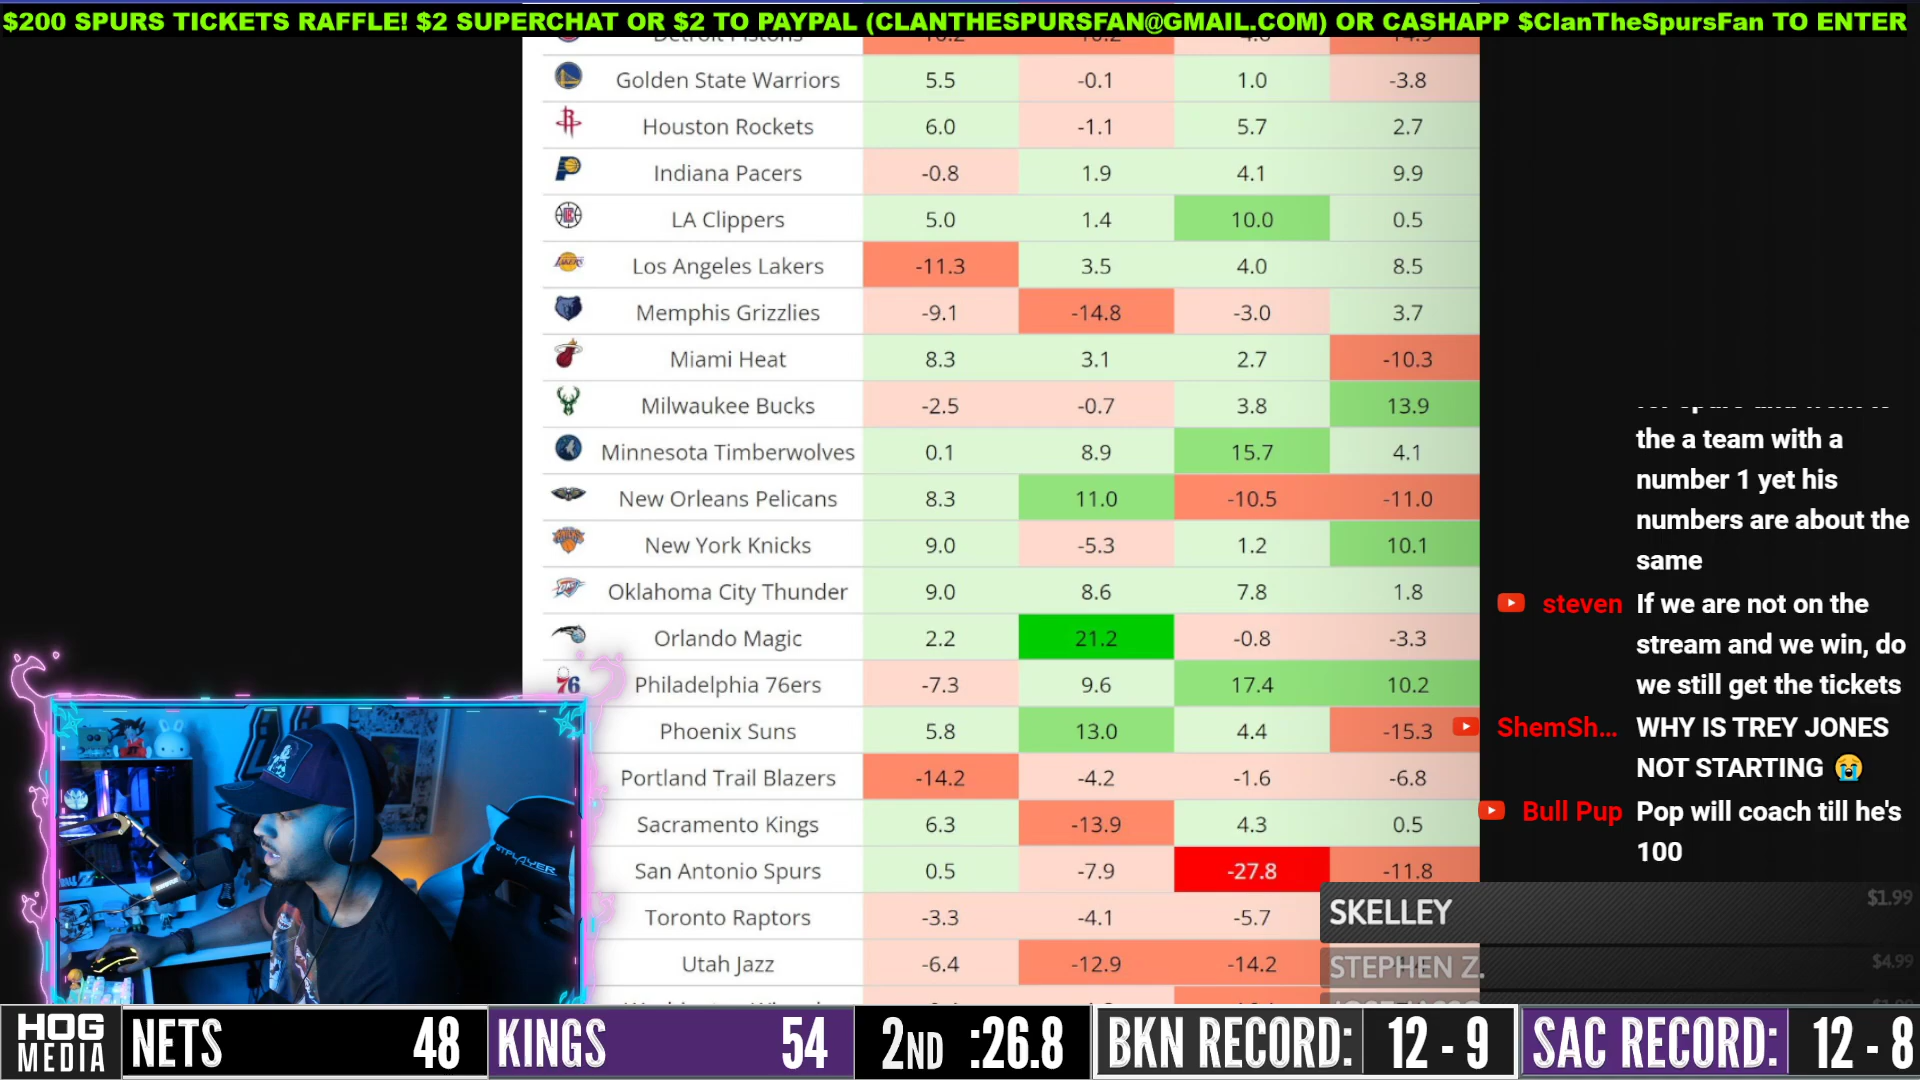 $200 SPURS TICKETS RAFFLE! $2 SUPERCHAT OR $2 TO PAYPAL (CLANTHESPURSFAN@GMAIL.COM) OR CASHAPP $ClanTheSpursFan TO ENTER
Detroit Pistons
Golden State Warriors 5.5 -0.1 1.0 -3.8
Houston Rockets 6.0 -1.1 5.7 2.7
Indiana Pacers -0.8 1.9 4.1 9.9
LA Clippers 5.0 1.4 10.0 0.5
Los Angeles Lakers -11.3 3.5 4.0 8.5
Memphis Grizzlies -9.1 -14.8 -3.0 3.7
Miami Heat 8.3 3.1 2.7 -10.3
Milwaukee Bucks -2.5 -0.7 3.8 13.9
Minnesota Timberwolves 0.1 8.9 15.7 4.1
New Orleans Pelicans 8.3 11.0 -10.5 -11.0
New York Knicks 9.0 -5.3 1.2 10.1
Oklahoma City Thunder 9.0 8.6 7.8 1.8
Orlando Magic 2.2 21.2 -0.8 -3.3
76 Philadelphia 76ers -7.3 9.6 17.4 10.2
Phoenix Suns 5.8 13.0 4.4 -15.3
Portland Trail Blazers -14.2 -4.2 -1.6 -6.8
Sacramento Kings 6.3 -13.9 4.3 0.5
San Antonio Spurs 0.5 -7.9 -27.8 -11.8
Toronto Raptors -3.3 -4.1 -5.7
Utah Jazz -6.4 -12.9 -14.2
the a team with a
number 1 yet his
numbers are about the
same
steven If we are not on the
stream and we win, do
we still get the tickets
ShemSh... WHY IS TREY JONES
NOT STARTING 😭
Bull Pup Pop will coach till he's
100
SKELLEY $1.99
STEPHEN Z. $4.99
HOG
MEDIA
NETS 48 KINGS 54 2ND :26.8 BKN RECORD: 12 - 9 SAC RECORD: 12 - 8